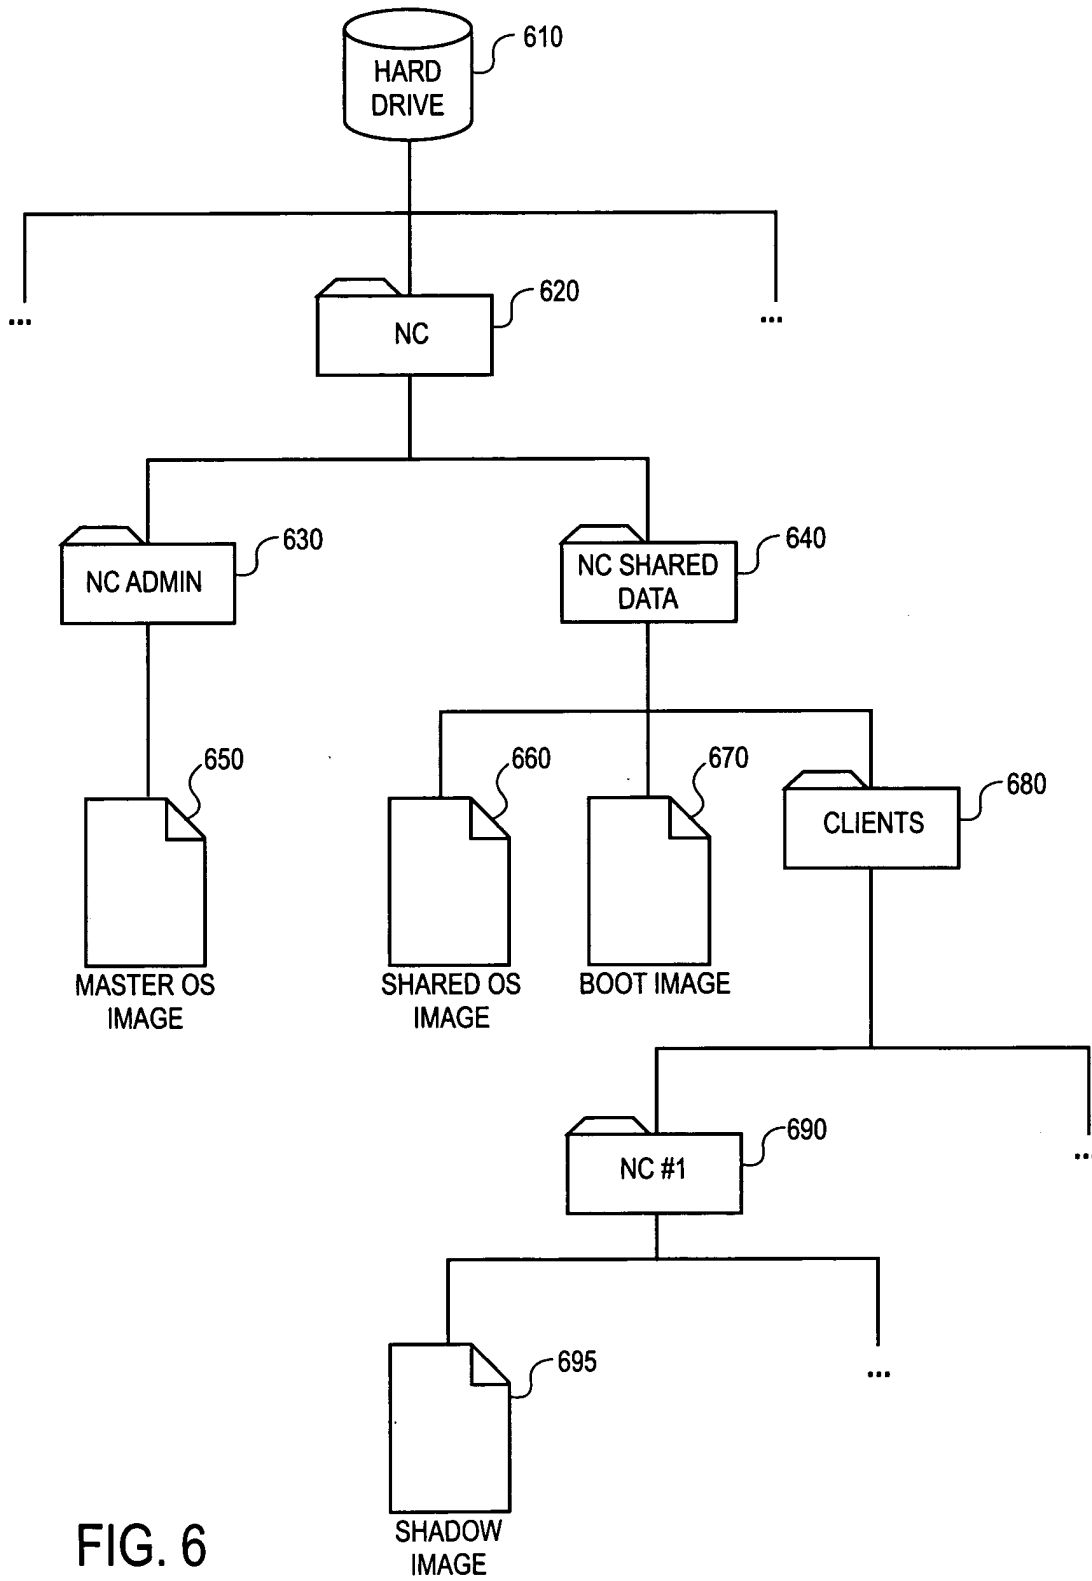 610
HARD
DRIVE
...
...
620
NC
630
NC ADMIN
640
NC SHARED
DATA
650
660
670
680
CLIENTS
MASTER OS
IMAGE
SHARED OS
IMAGE
BOOT IMAGE
690
NC #1
...
...
695
SHADOW
IMAGE
FIG. 6